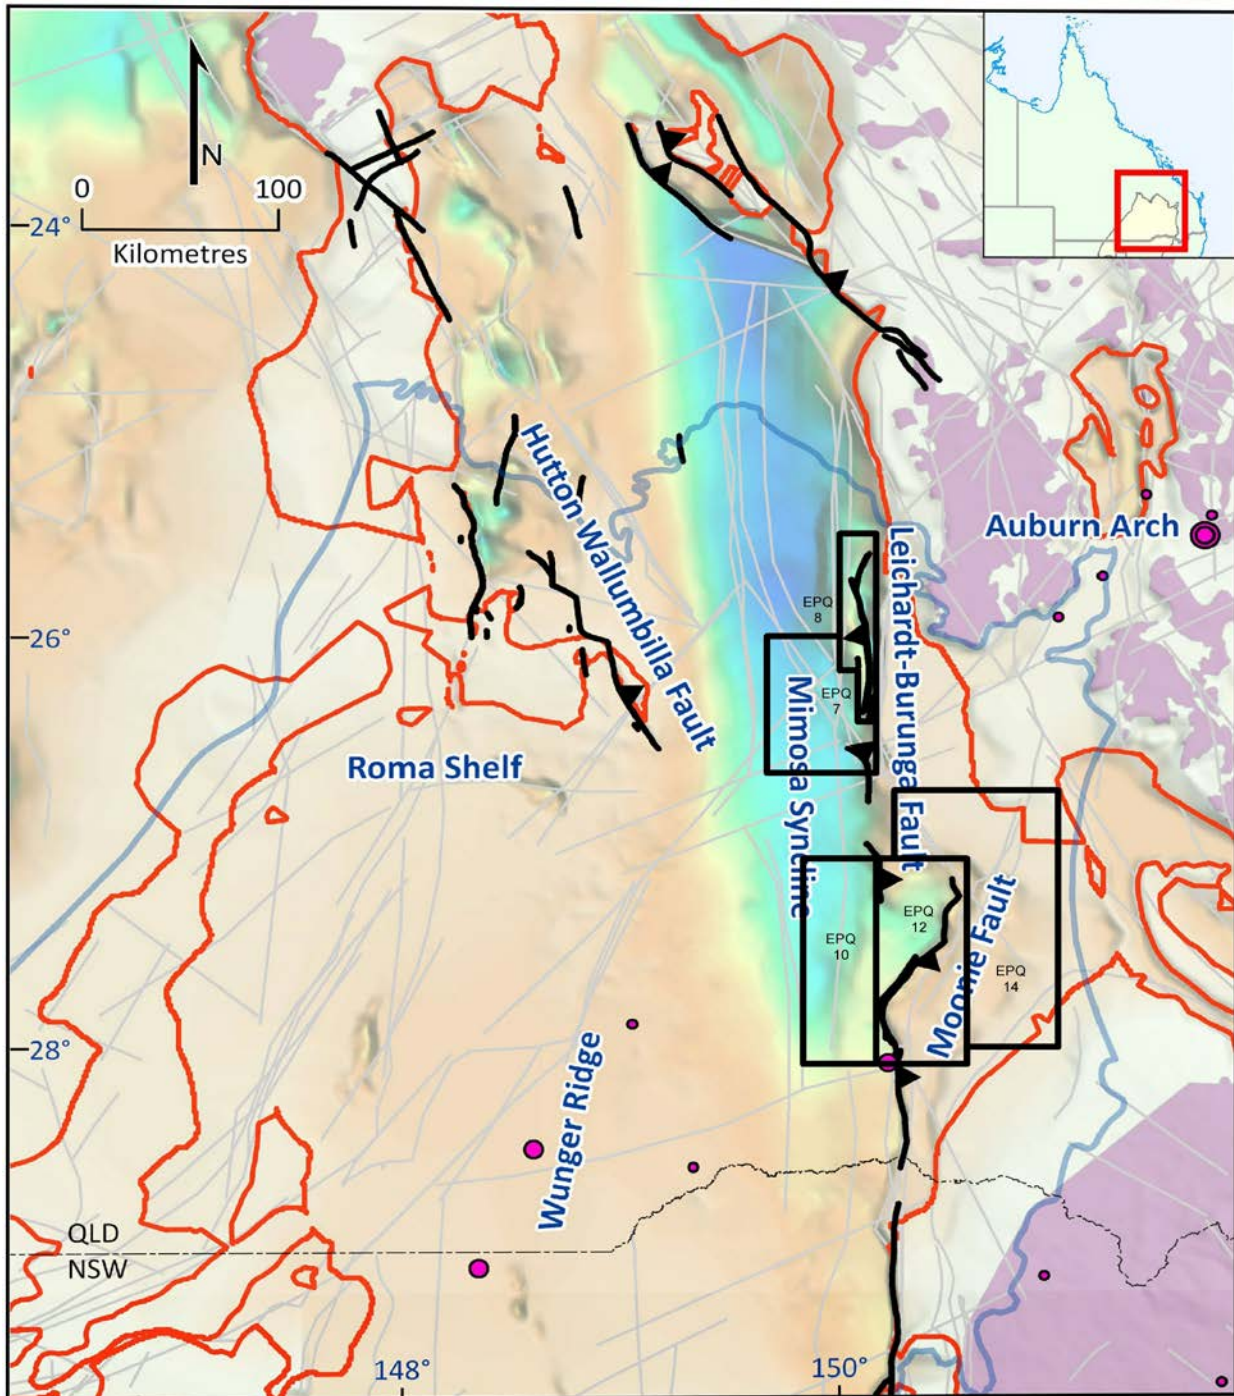 N
0 100
Kilometres
24°
Hutton Wallumbilla Fault
Auburn Arch
Leichardt-Burunga Fault
EPQ
8
26°
EPQ
7
Mimosa Syncline
Roma Shelf
EPQ
12
EPQ
10
Moonie Fault
EPQ
14
28°
Wunger Ridge
QLD
NSW
148°
150°